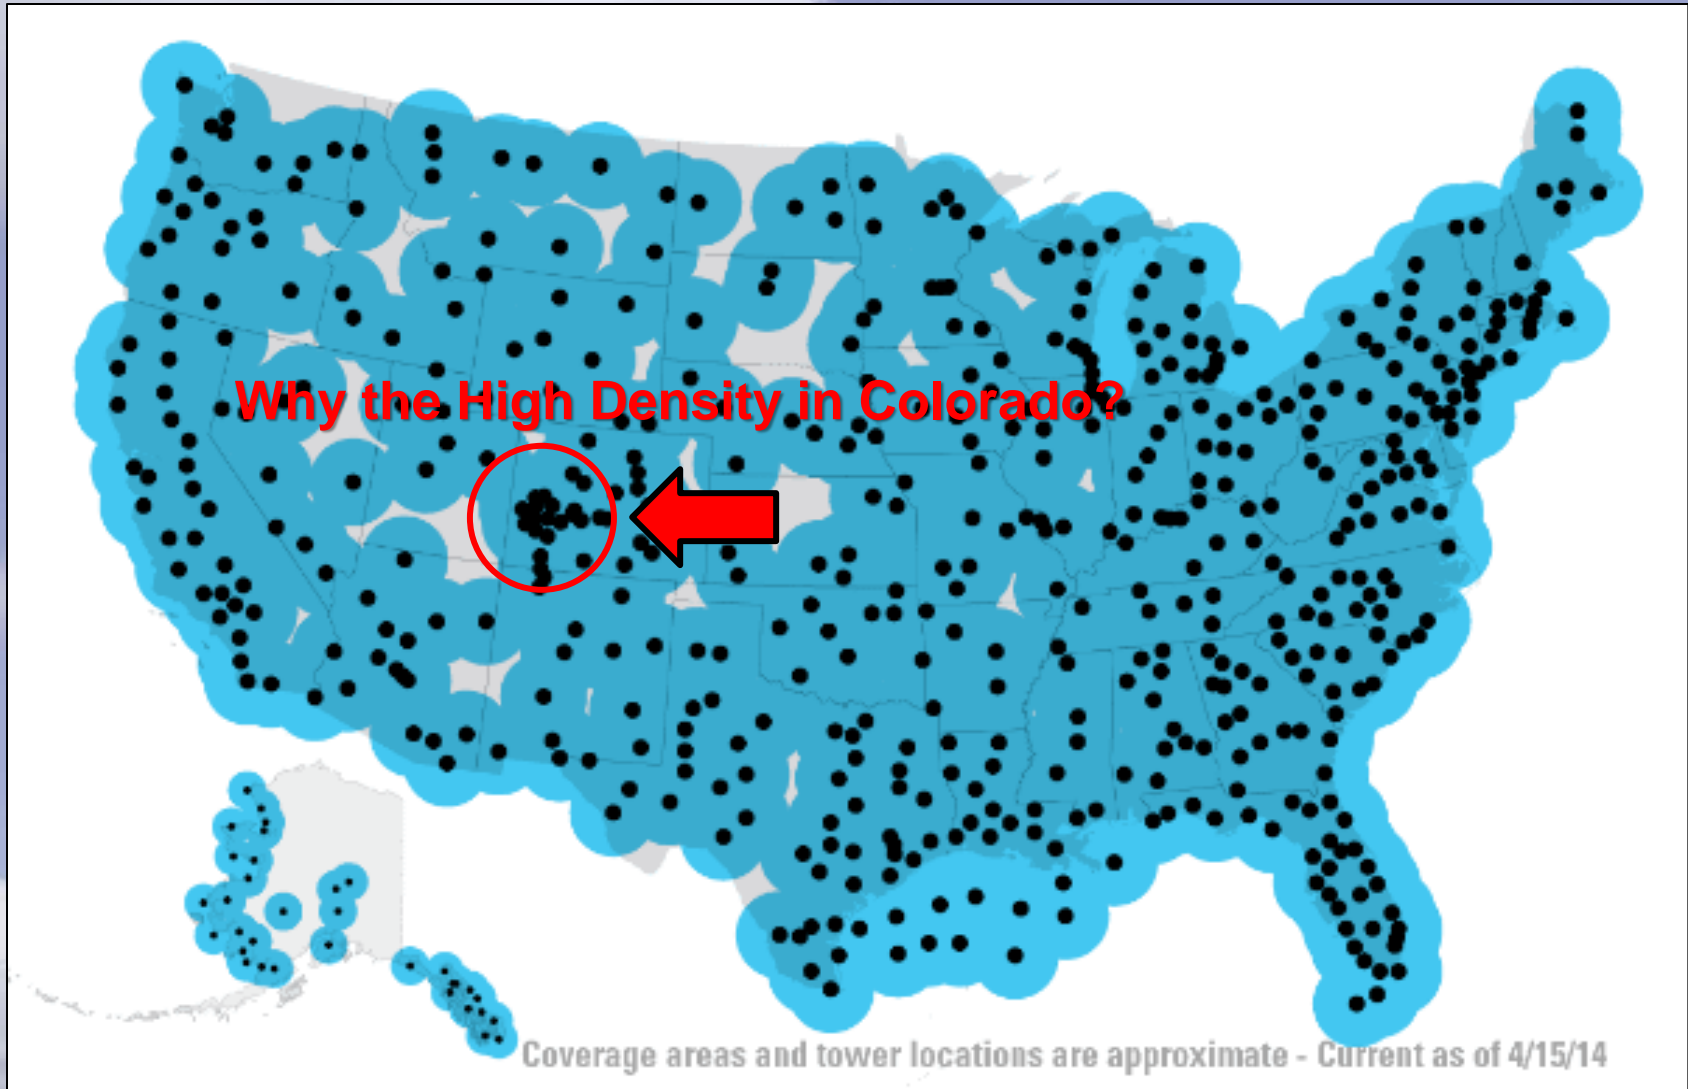 Why the High Density in Colorado?
Coverage areas and tower locations are approximate - Current as of 4/15/14